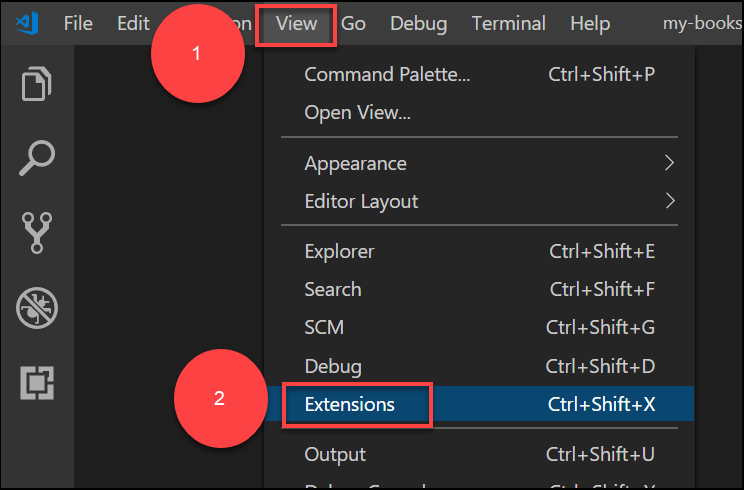 File Edit on View Go Debug Terminal Help my-books
1
Command Palette... Ctrl+Shift+P
Open View...
Appearance
Editor Layout
Explorer Ctrl+Shift+E
Search Ctrl+Shift+F
SCM Ctrl+Shift+G
Debug Ctrl+Shift+D
2 Extensions Ctrl+Shift+X
Output Ctrl+Shift+U